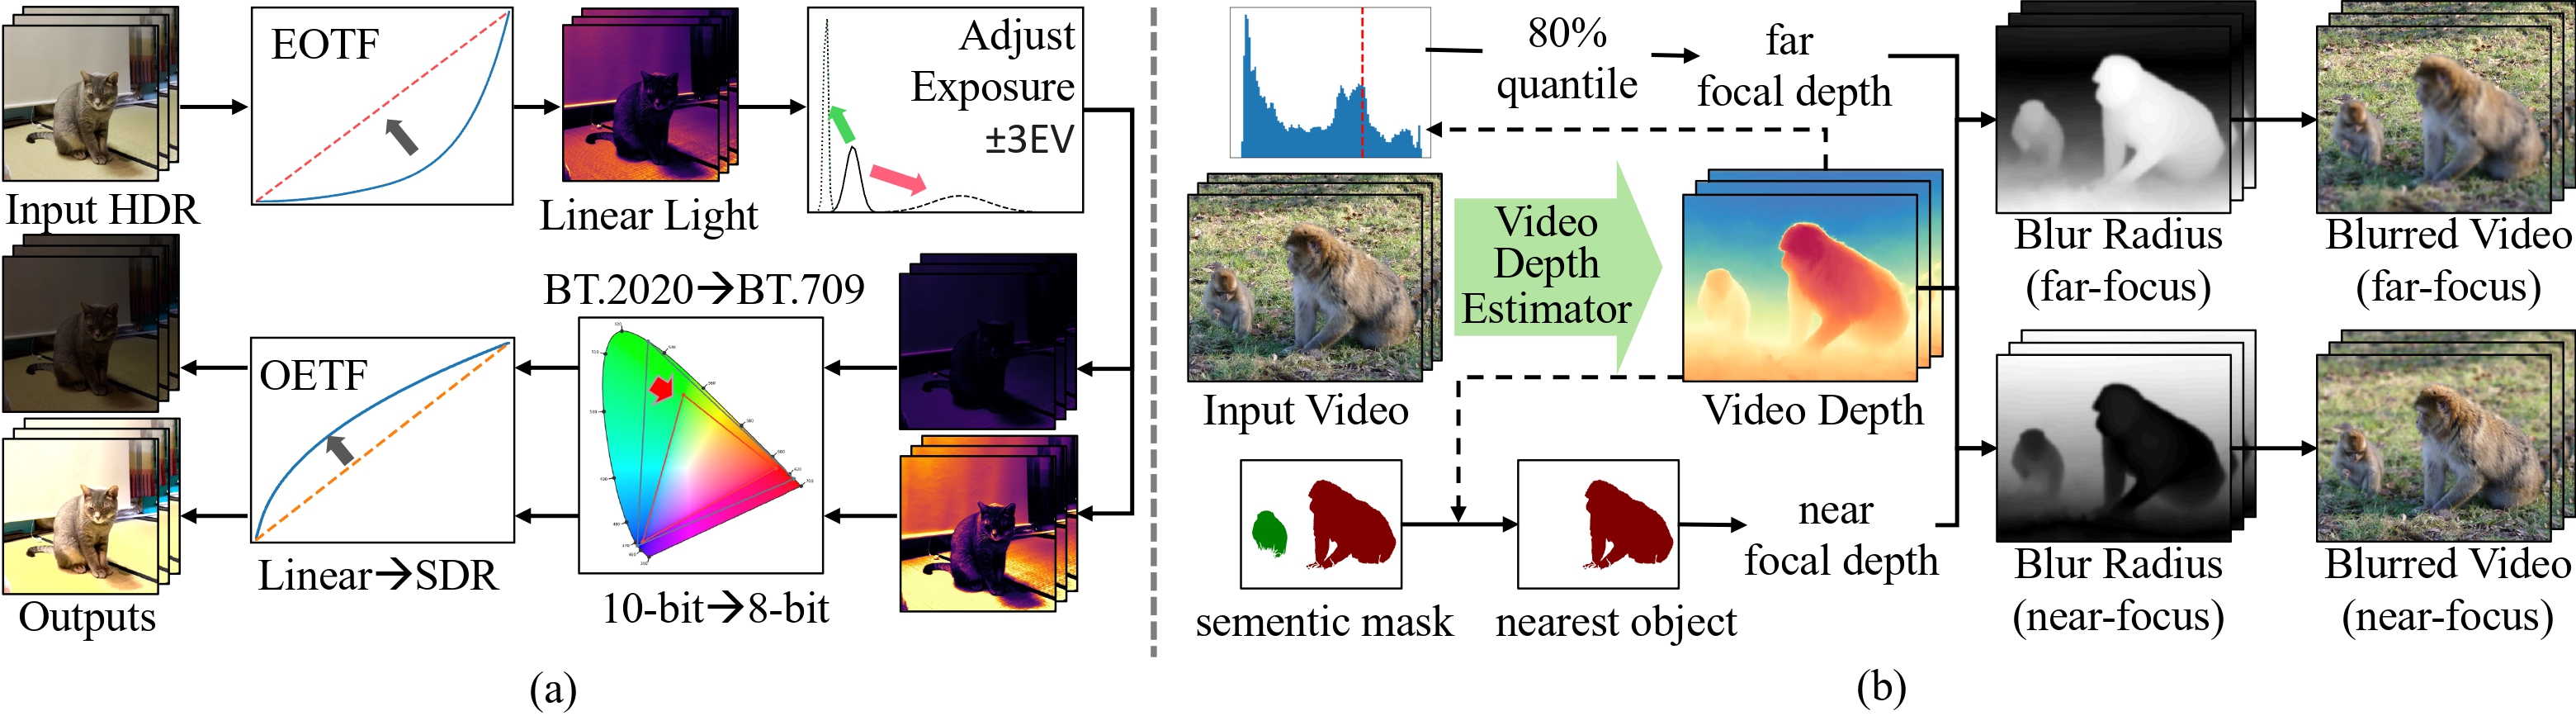 EOTF
Input HDR
Linear Light
Adjust
Exposure
±3EV
BT.2020→BT.709
10-bit→8-bit
OETF
Linear→SDR
Outputs
(a)
80%
quantile
far
focal depth
Input Video
Video
Depth
Estimator
Video Depth
sementic mask
nearest object
near
focal depth
Blur Radius
(far-focus)
Blurred Video
(far-focus)
Blur Radius
(near-focus)
Blurred Video
(near-focus)
(b)